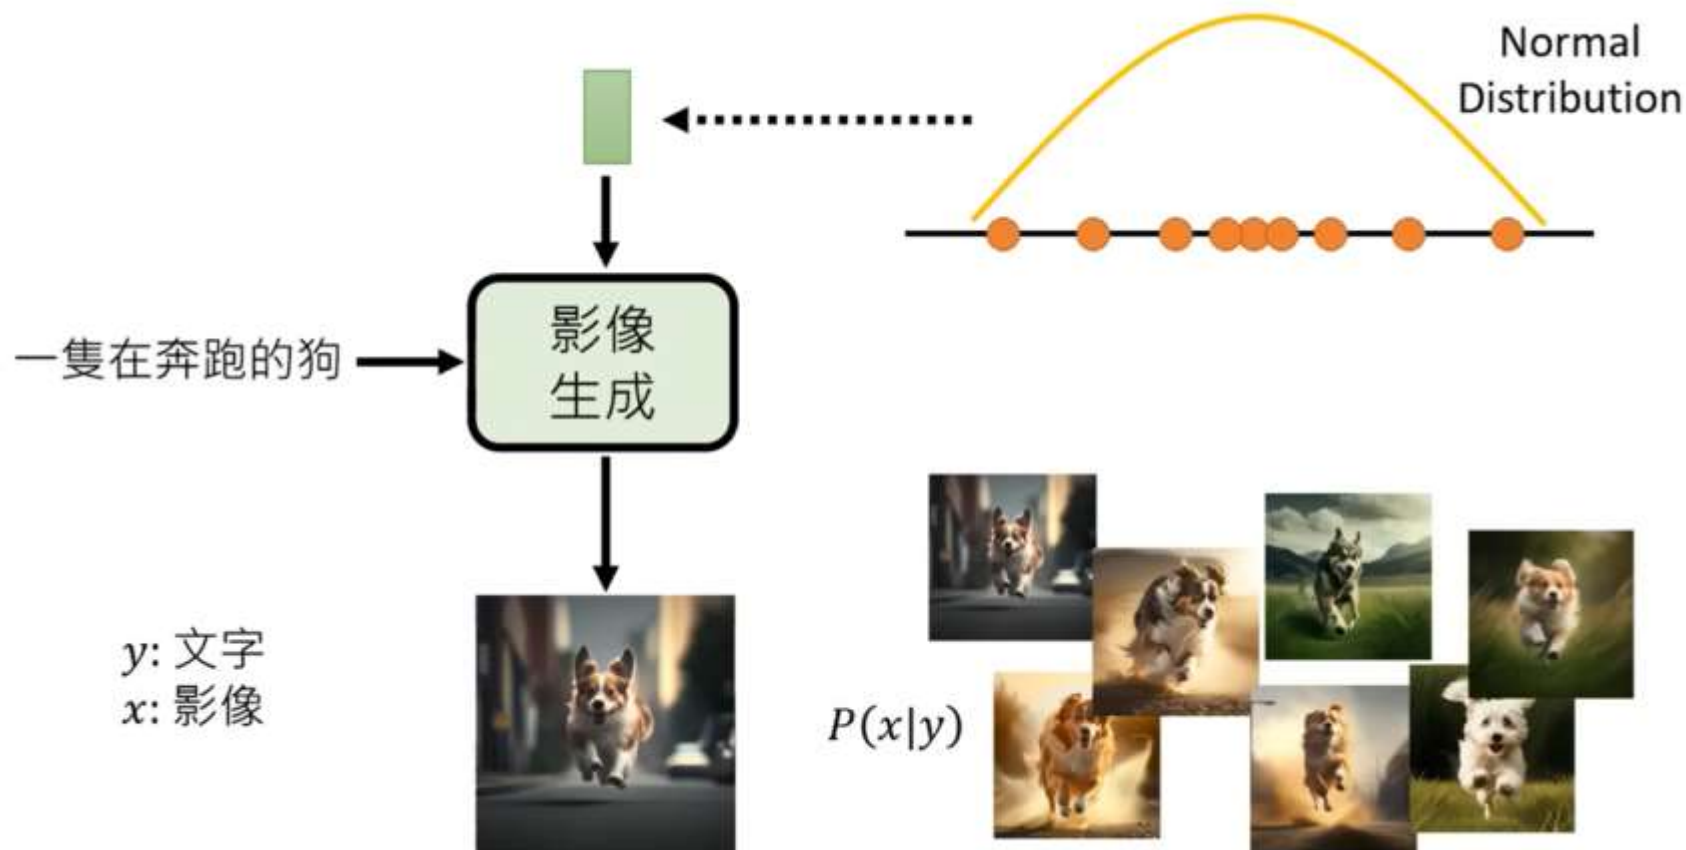 Normal
Distribution
一隻在奔跑的狗
影像
生成
y: 文字
x: 影像
P(x|y)